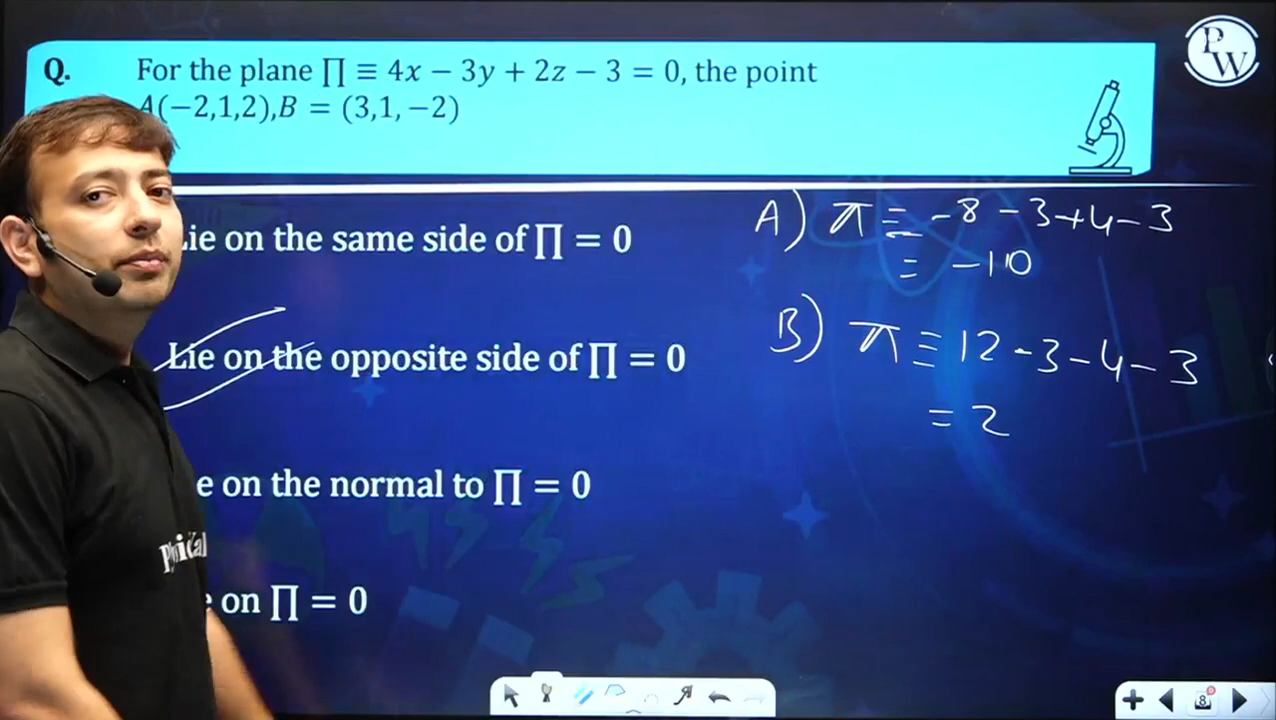 P
W
Q. For the plane ∏ ≡ 4x − 3y + 2z − 3 = 0, the point
A(−2,1,2),B = (3,1,−2)
Lie on the same side of ∏ = 0
Lie on the opposite side of ∏ = 0
e on the normal to ∏ = 0
e on ∏ = 0
A) π ≡ -8 -3+4-3
= -10
B) π ≡ 12-3-4-3
= 2
8